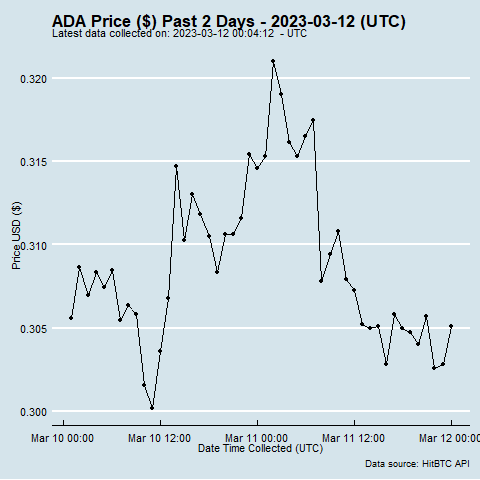 ADA Price ($) Past 2 Days - 2023-03-12 (UTC)
Latest data collected on: 2023-03-12 00:04:12  - UTC
0.320
0.315
0.310
0.305
0.300
Price USD ($)
Mar 10 00:00 Mar 10 12:00 Mar 11 00:00 Mar 11 12:00 Mar 12 00:00
Date Time Collected (UTC)
Data source: HitBTC API